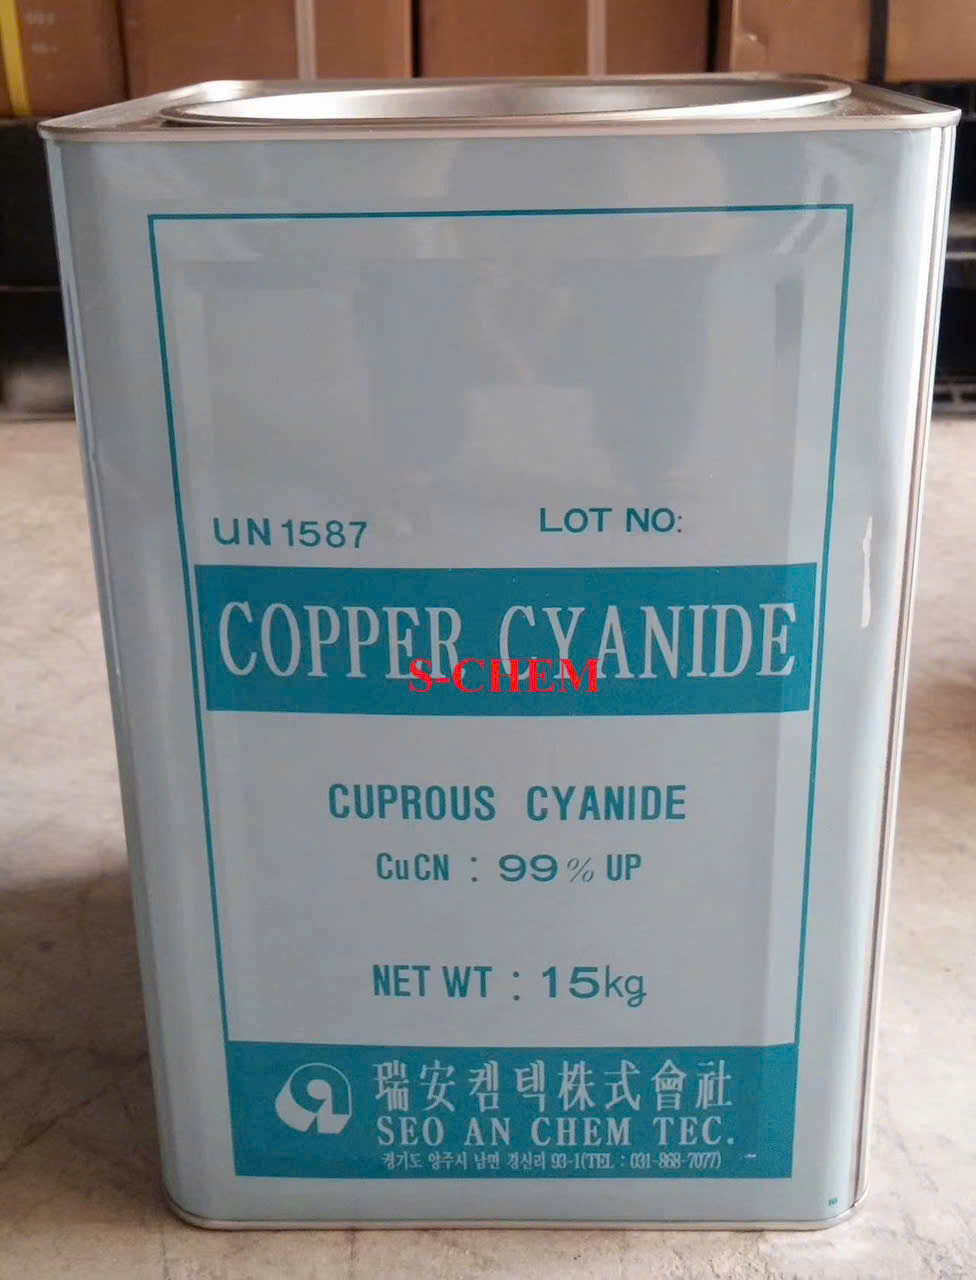 UN 1587
LOT NO:
COPPER CYANIDE
S-CHEM
CUPROUS CYANIDE
CuCN : 99% UP
NET WT : 15kg
瑞安켐텍株式會社
SEO AN CHEM TEC.
경기도 양주시 남면 경신리 93-1(TEL : 031-868-7077)